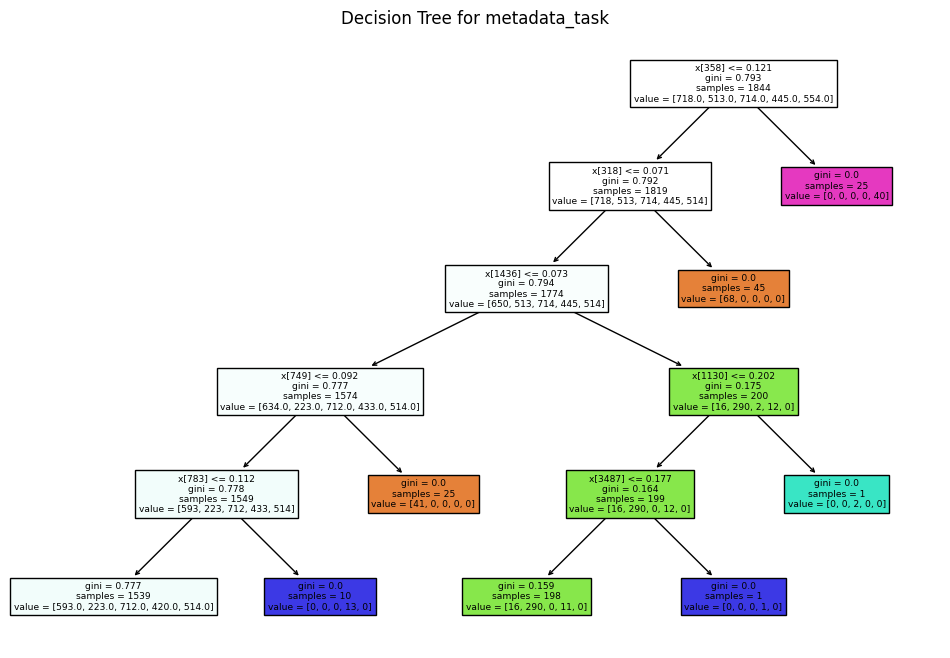 Decision Tree for metadata_task
x[358] <= 0.121
gini = 0.793
samples = 1844
value = [718.0, 513.0, 714.0, 445.0, 554.0]
x[318] <= 0.071
gini = 0.792
samples = 1819
value = [718, 513, 714, 445, 514]
gini = 0.0
samples = 25
value = [0, 0, 0, 0, 40]
x[1436] <= 0.073
gini = 0.794
samples = 1774
value = [650, 513, 714, 445, 514]
gini = 0.0
samples = 45
value = [68, 0, 0, 0, 0]
x[749] <= 0.092
gini = 0.777
samples = 1574
value = [634.0, 223.0, 712.0, 433.0, 514.0]
x[1130] <= 0.202
gini = 0.175
samples = 200
value = [16, 290, 2, 12, 0]
x[783] <= 0.112
gini = 0.778
samples = 1549
value = [593, 223, 712, 433, 514]
gini = 0.0
samples = 25
value = [41, 0, 0, 0, 0]
x[3487] <= 0.177
gini = 0.164
samples = 199
value = [16, 290, 0, 12, 0]
gini = 0.0
samples = 1
value = [0, 0, 2, 0, 0]
gini = 0.777
samples = 1539
value = [593.0, 223.0, 712.0, 420.0, 514.0]
gini = 0.0
samples = 10
value = [0, 0, 0, 13, 0]
gini = 0.159
samples = 198
value = [16, 290, 0, 11, 0]
gini = 0.0
samples = 1
value = [0, 0, 0, 1, 0]